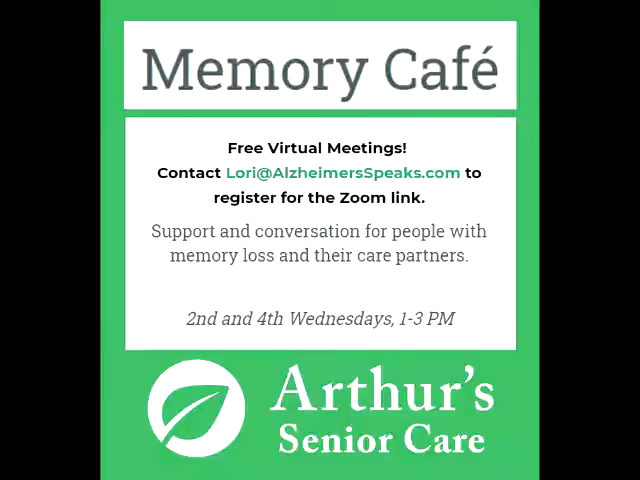 Memory Café
Free Virtual Meetings!
Contact Lori@AlzheimersSpeaks.com to
register for the Zoom link.
Support and conversation for people with
memory loss and their care partners.
2nd and 4th Wednesdays, 1-3 PM
Arthur's
Senior Care